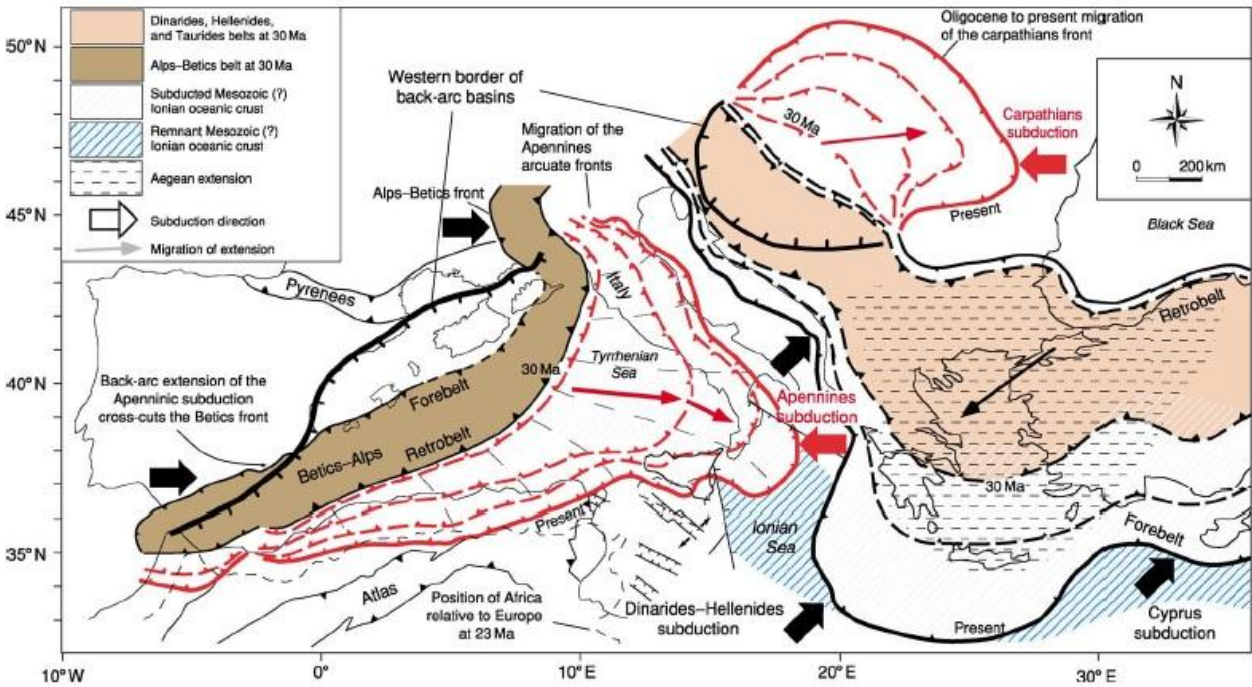 Dinarides, Hellenides,
and Taurides belts at 30 Ma
Alps–Betics belt at 30 Ma
Subducted Mesozoic (?)
Ionian oceanic crust
Remnant Mesozoic (?)
Ionian oceanic crust
Aegean extension
Subduction direction
Migration of extension
50°N
45°N
40°N
35°N
Western border of
back-arc basins
Migration of the
Apennines
arcuate fronts
Alps–Betics front
Oligocene to present migration
of the carpathians front
30 Ma
Carpathians
subduction
Present
N
0 200 km
Black Sea
Pyrenees
Italy
Retrobelt
Tyrrhenian
Sea
30 Ma
Back-arc extension of the
Apenninic subduction
cross-cuts the Betics front
Forebelt
Retrobelt
Betics–Alps
Apennines
subduction
30 Ma
Present
Ionian
Sea
Forebelt
Atlas
Position of Africa
relative to Europe
at 23 Ma
Dinarides–Hellenides
subduction
Present
Cyprus
subduction
10°W
0°
10°E
20°E
30°E